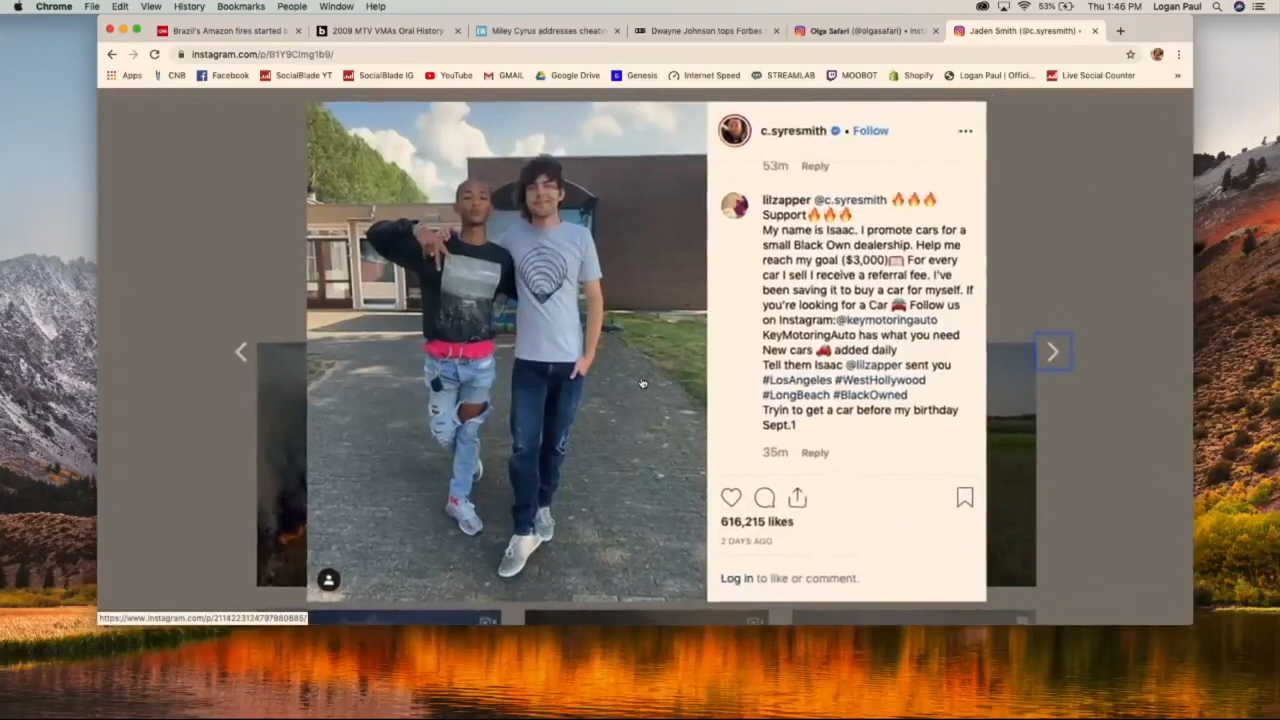 Chrome File Edit View History Bookmarks People Window Help 53% Thu 1:46 PM Logan Paul
Brazil's Amazon fires started b 2009 MTV VMAs Oral History Miley Cyrus addresses cheatin Dwayne Johnson tops Forbes Olga Safari (@olgasafari) • Inst Jaden Smith (@c.syresmith) •
instagram.com/p/B1Y9Cimg1b9/
Apps CNB Facebook SocialBlade YT SocialBlade IG YouTube GMAIL Google Drive Genesis Internet Speed STREAMLAB MOOBOT Shopify Logan Paul | Offici... Live Social Counter »
c.syresmith • Follow
53m Reply
lilzapper @c.syresmith 🔥🔥🔥
Support🔥🔥🔥
My name is Isaac. I promote cars for a
small Black Own dealership. Help me
reach my goal ($3,000) For every
car I sell I receive a referral fee. I've
been saving it to buy a car for myself. If
you're looking for a Car 🚘 Follow us
on Instagram:@keymotoringauto
KeyMotoringAuto has what you need
New cars 🚗 added daily
Tell them Isaac @lilzapper sent you
#LosAngeles #WestHollywood
#LongBeach #BlackOwned
Tryin to get a car before my birthday
Sept.1
35m Reply
616,215 likes
2 DAYS AGO
Log in to like or comment.
https://www.instagram.com/p/2114223124797980885/